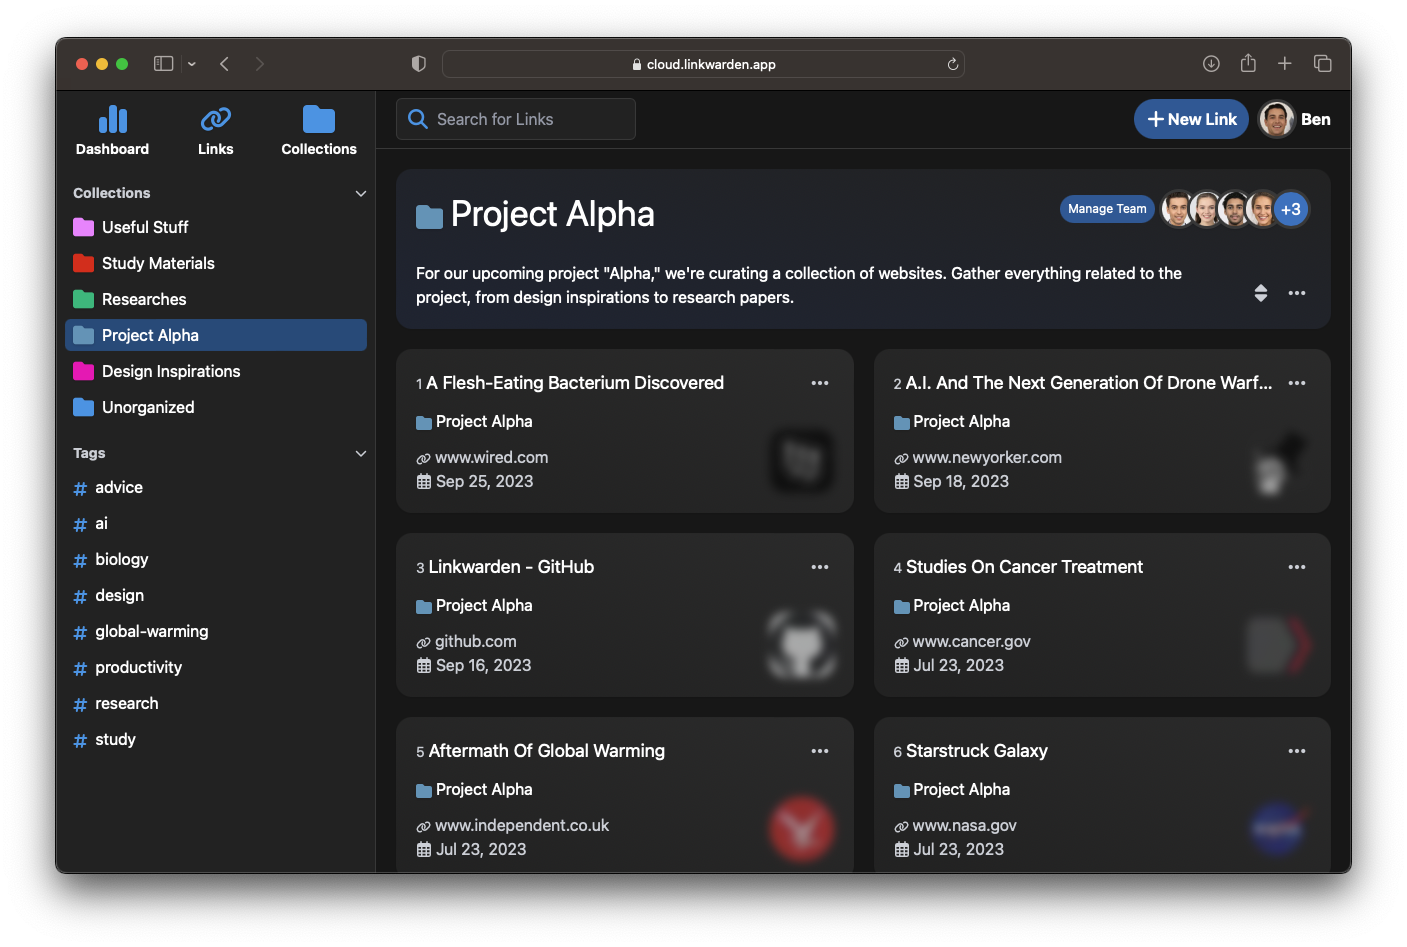 cloud.linkwarden.app
Dashboard
Links
Collections
Search for Links
+ New Link
Ben
Collections
Useful Stuff
Study Materials
Researches
Project Alpha
Design Inspirations
Unorganized
Tags
# advice
# ai
# biology
# design
# global-warming
# productivity
# research
# study
Project Alpha
Manage Team
+3
For our upcoming project "Alpha," we're curating a collection of websites. Gather everything related to the
project, from design inspirations to research papers.
1 A Flesh-Eating Bacterium Discovered
Project Alpha
www.wired.com
Sep 25, 2023
2 A.I. And The Next Generation Of Drone Warf...
Project Alpha
www.newyorker.com
Sep 18, 2023
3 Linkwarden - GitHub
Project Alpha
github.com
Sep 16, 2023
4 Studies On Cancer Treatment
Project Alpha
www.cancer.gov
Jul 23, 2023
5 Aftermath Of Global Warming
Project Alpha
www.independent.co.uk
Jul 23, 2023
6 Starstruck Galaxy
Project Alpha
www.nasa.gov
Jul 23, 2023